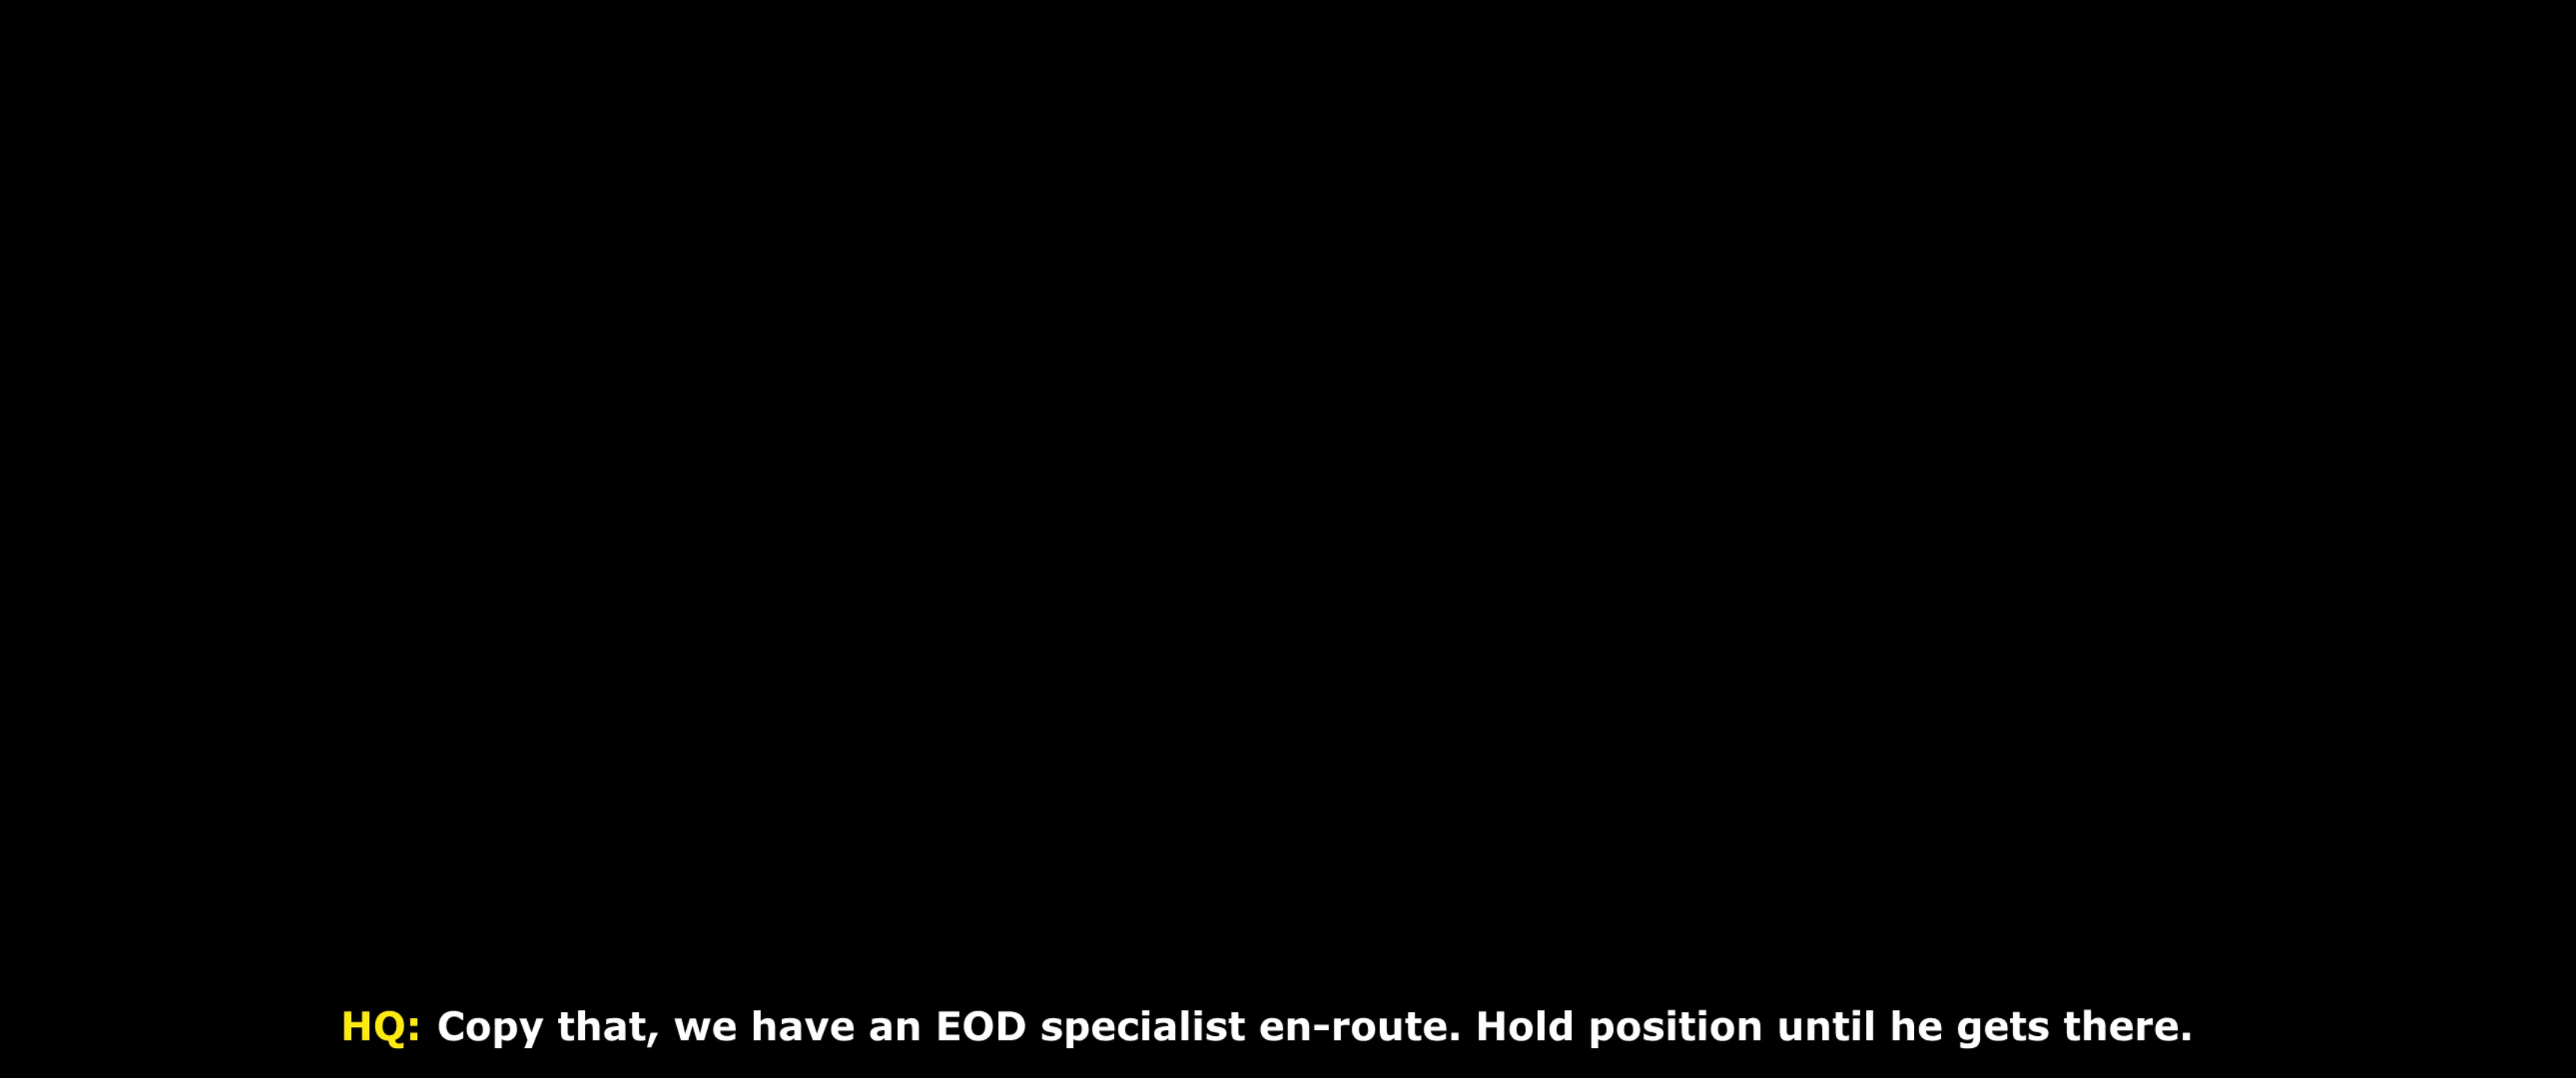 HQ: Copy that, we have an EOD specialist en-route. Hold position until he gets there.